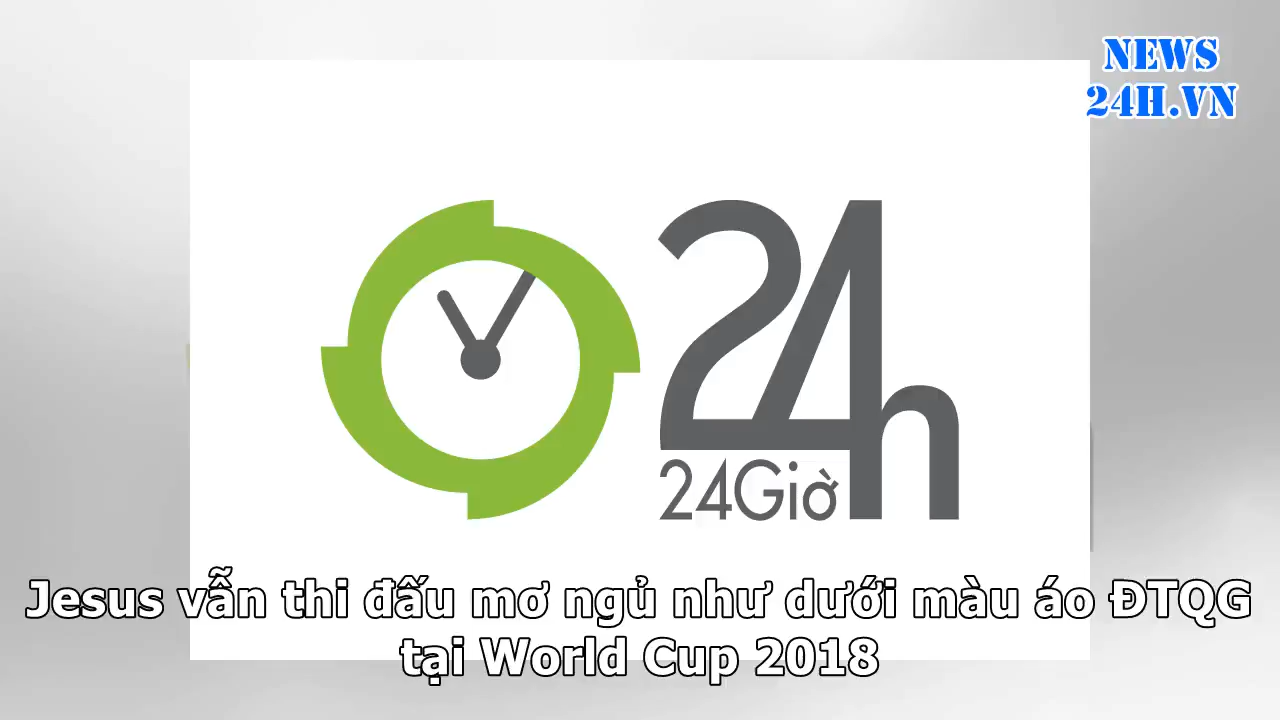 NEWS
24H.VN
24h
24Giờ
Jesus vẫn thi đấu mơ ngủ như dưới màu áo ĐTQG
tại World Cup 2018